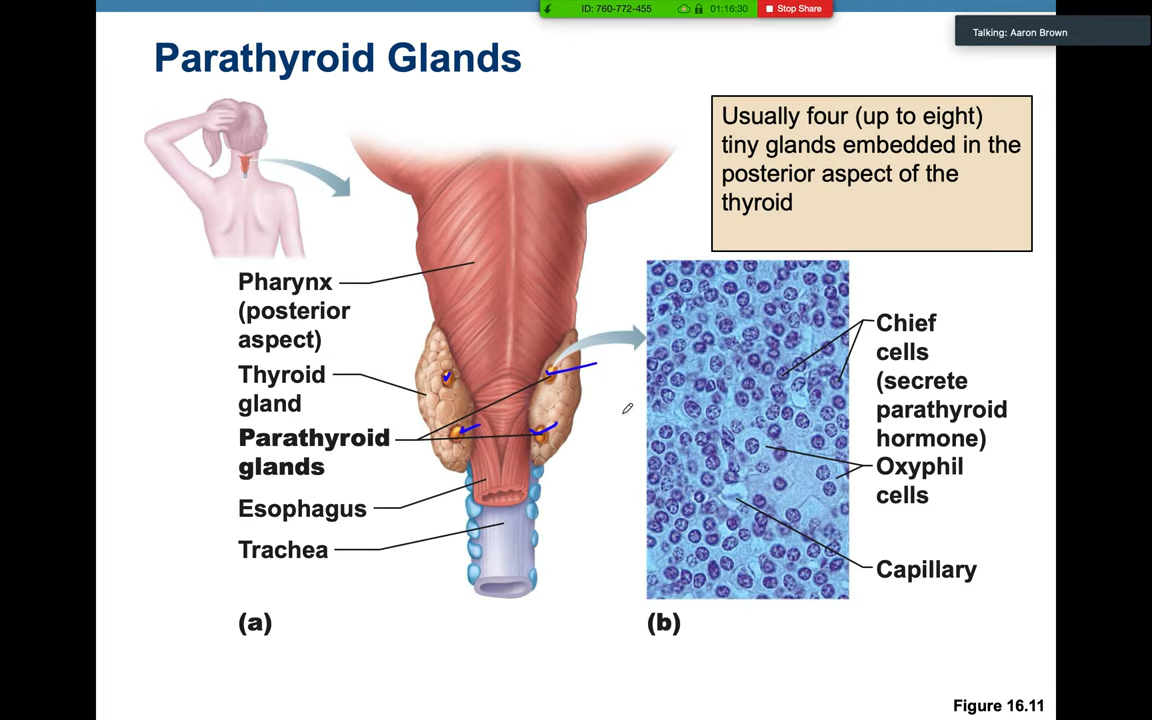 ID: 760-772-455
01:16:30
Stop Share
Talking: Aaron Brown
Parathyroid Glands
Usually four (up to eight)
tiny glands embedded in the
posterior aspect of the
thyroid
Pharynx
(posterior
aspect)
Thyroid
gland
Parathyroid
glands
Esophagus
Trachea
(a)
Chief
cells
(secrete
parathyroid
hormone)
Oxyphil
cells
Capillary
(b)
Figure 16.11